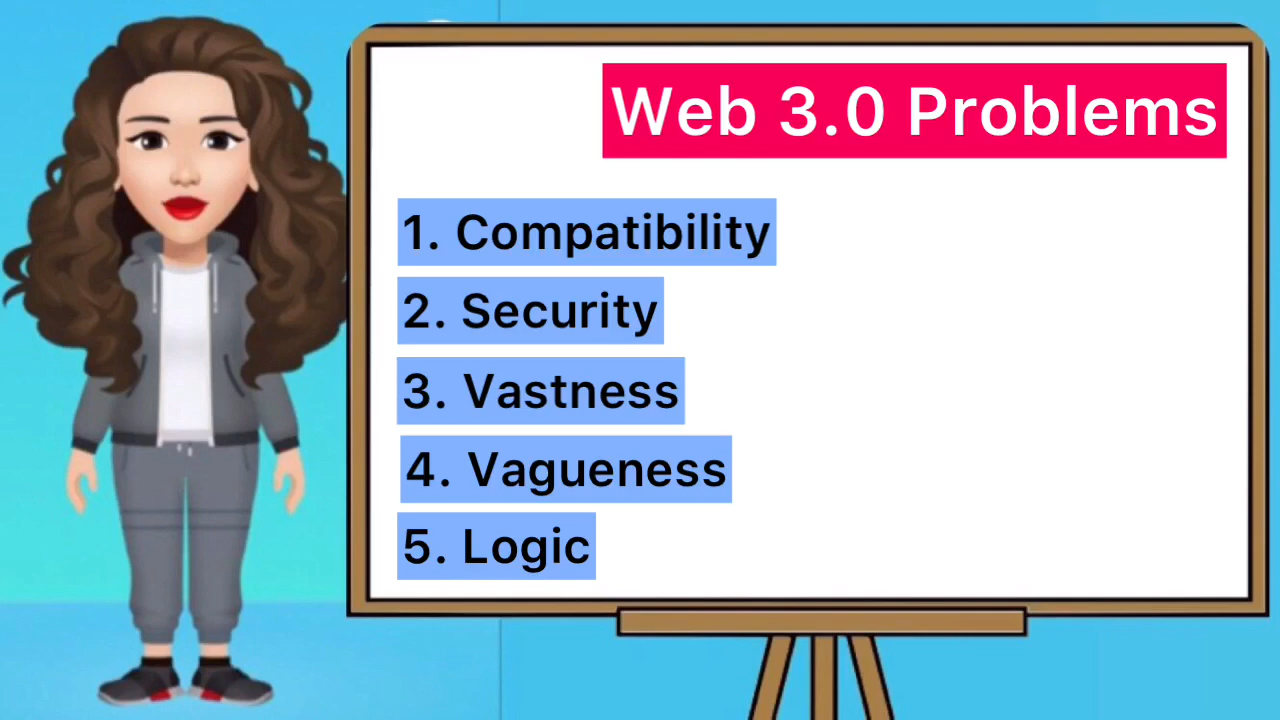 Web 3.0 Problems
1. Compatibility
2. Security
3. Vastness
4. Vagueness
5. Logic